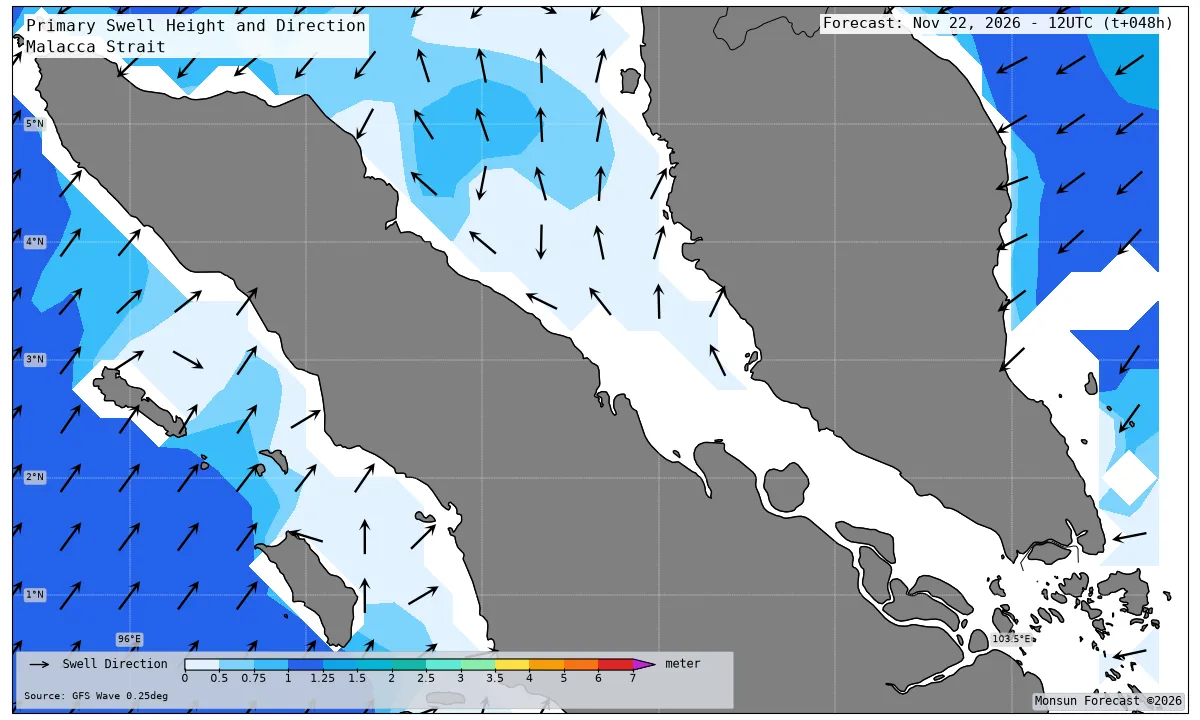 Primary Swell Height and Direction
Malacca Strait
Forecast: Nov 22, 2026 - 12UTC (t+048h)
5°N
4°N
3°N
2°N
1°N
96°E
103.5°E
Swell Direction
meter
0 0.5 0.75 1 1.25 1.5 2 2.5 3 3.5 4 5 6 7
Source: GFS Wave 0.25deg
Monsun Forecast ©2026